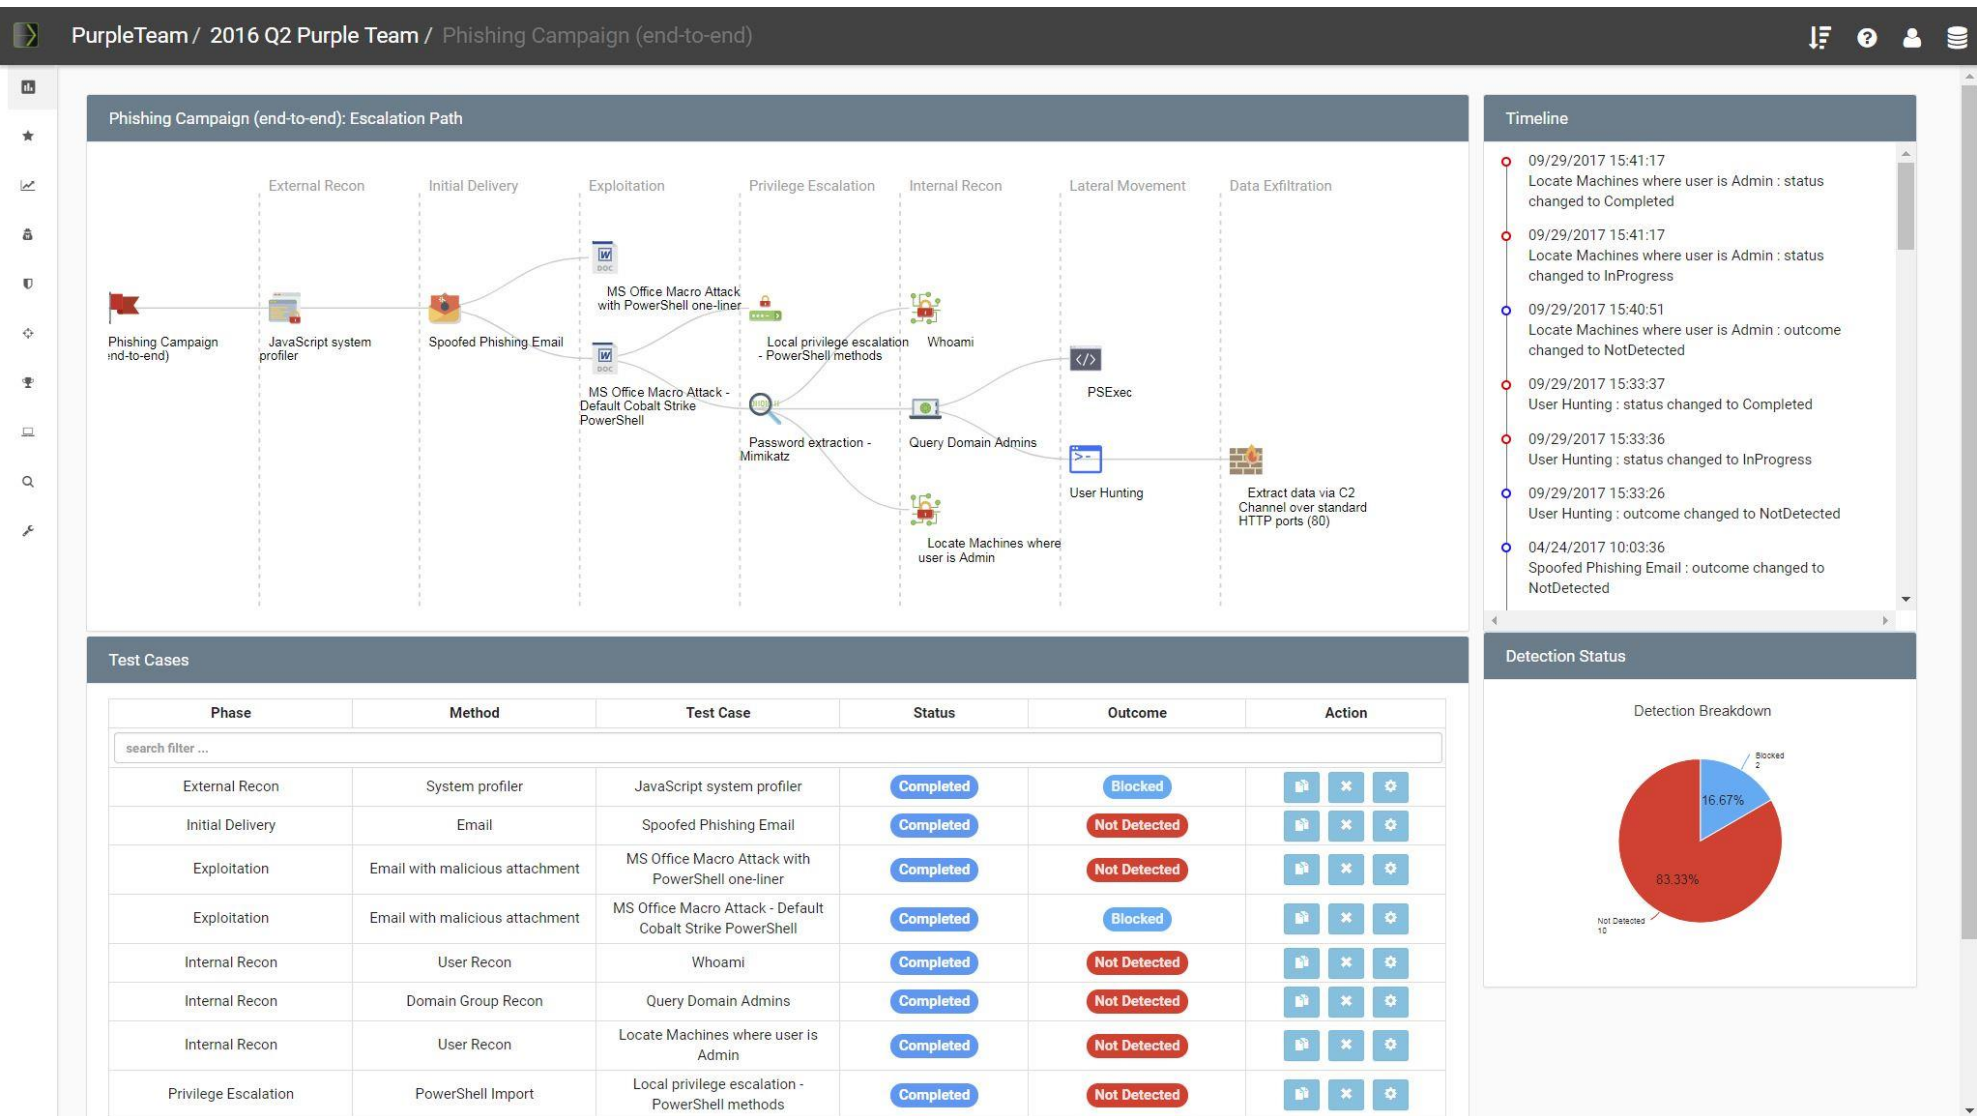 PurpleTeam / 2016 Q2 Purple Team / Phishing Campaign (end-to-end)
Phishing Campaign (end-to-end): Escalation Path
External Recon
Initial Delivery
Exploitation
Privilege Escalation
Internal Recon
Lateral Movement
Data Exfiltration
Phishing Campaign
end-to-end)
JavaScript system
profiler
Spoofed Phishing Email
W
DOC
MS Office Macro Attack
with PowerShell one-liner
W
DOC
MS Office Macro Attack -
Default Cobalt Strike
PowerShell
Local privilege escalation
- PowerShell methods
Password extraction -
Mimikatz
Whoami
Query Domain Admins
Locate Machines where
user is Admin
</>
PSExec
>-
User Hunting
Extract data via C2
Channel over standard
HTTP ports (80)
Timeline
09/29/2017 15:41:17
Locate Machines where user is Admin : status
changed to Completed
09/29/2017 15:41:17
Locate Machines where user is Admin : status
changed to InProgress
09/29/2017 15:40:51
Locate Machines where user is Admin : outcome
changed to NotDetected
09/29/2017 15:33:37
User Hunting : status changed to Completed
09/29/2017 15:33:36
User Hunting : status changed to InProgress
09/29/2017 15:33:26
User Hunting : outcome changed to NotDetected
04/24/2017 10:03:36
Spoofed Phishing Email : outcome changed to
NotDetected
Test Cases
Phase Method Test Case Status Outcome Action
search filter ...
External Recon System profiler JavaScript system profiler Completed Blocked
Initial Delivery Email Spoofed Phishing Email Completed Not Detected
Exploitation Email with malicious attachment MS Office Macro Attack with
PowerShell one-liner Completed Not Detected
Exploitation Email with malicious attachment MS Office Macro Attack - Default
Cobalt Strike PowerShell Completed Blocked
Internal Recon User Recon Whoami Completed Not Detected
Internal Recon Domain Group Recon Query Domain Admins Completed Not Detected
Internal Recon User Recon Locate Machines where user is
Admin Completed Not Detected
Privilege Escalation PowerShell Import Local privilege escalation -
PowerShell methods Completed Not Detected
Detection Status
Detection Breakdown
Blocked
2
16.67%
83.33%
Not Detected
10